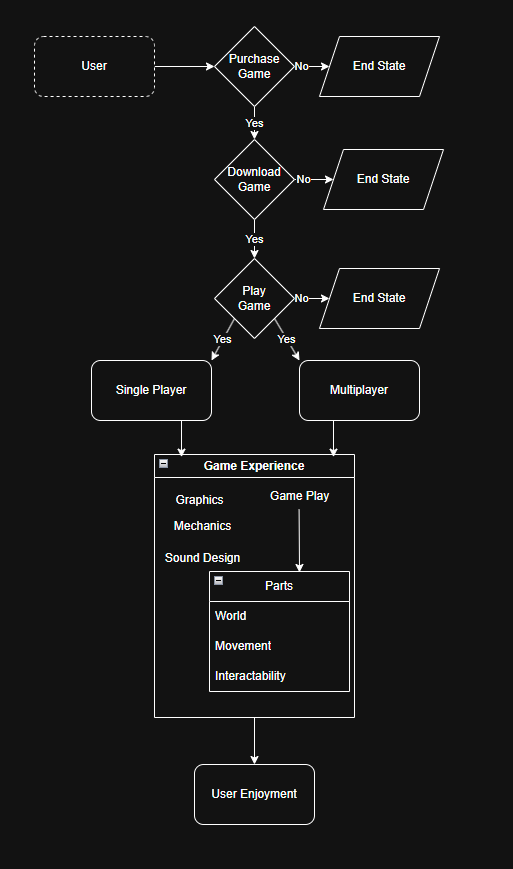 User
Purchase
Game
No
End State
Yes
Download
Game
No
End State
Yes
Play
Game
No
End State
Yes
Yes
Single Player
Multiplayer
Game Experience
Graphics
Game Play
Mechanics
Sound Design
Parts
World
Movement
Interactability
User Enjoyment